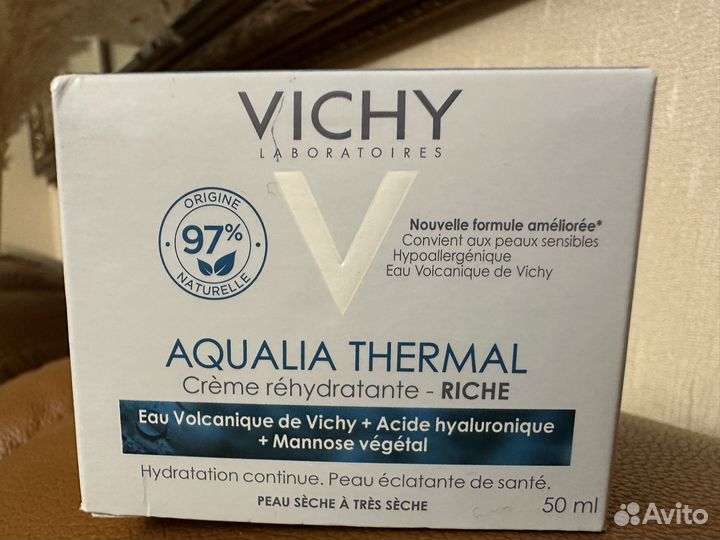 VICHY
LABORATOIRES
V
ORIGINE
97%
NATURELLE
Nouvelle formule améliorée*
Convient aux peaux sensibles
Hypoallergénique
Eau Volcanique de Vichy
AQUALIA THERMAL
Crème réhydratante - RICHE
Eau Volcanique de Vichy + Acide hyaluronique
+ Mannose végétal
Hydratation continue. Peau éclatante de santé.
PEAU SÈCHE À TRÈS SÈCHE
50 ml
Avito